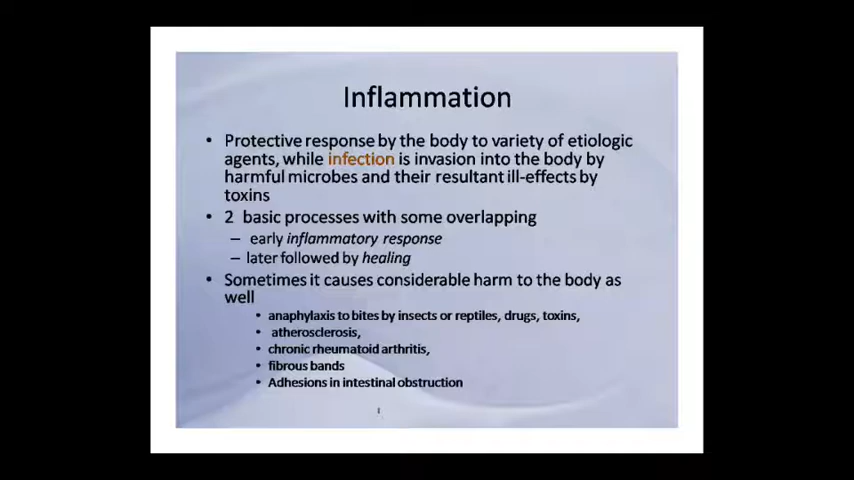 Inflammation
• Protective response by the body to variety of etiologic
agents, while infection is invasion into the body by
harmful microbes and their resultant ill-effects by
toxins
• 2 basic processes with some overlapping
– early inflammatory response
– later followed by healing
• Sometimes it causes considerable harm to the body as
well
• anaphylaxis to bites by insects or reptiles, drugs, toxins,
• atherosclerosis,
• chronic rheumatoid arthritis,
• fibrous bands
• Adhesions in intestinal obstruction